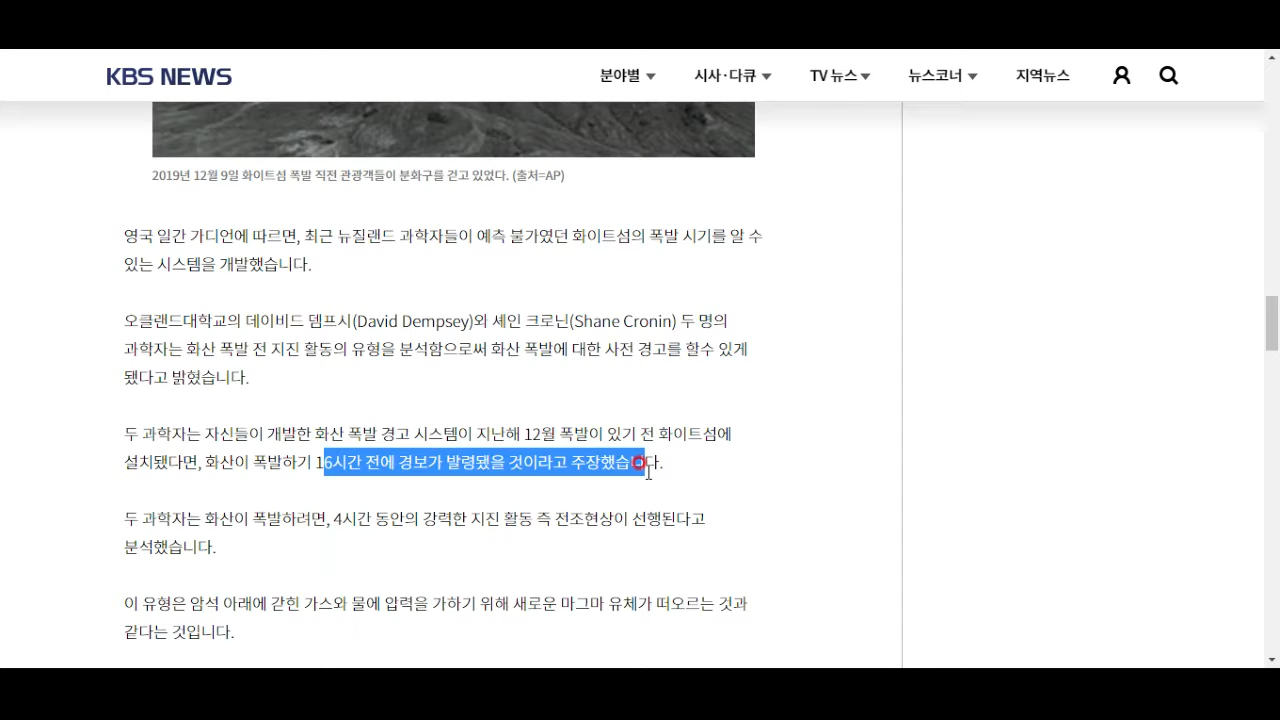 KBS NEWS
분야별
시사·다큐
TV 뉴스
뉴스코너
지역뉴스
2019년 12월 9일 화이트섬 폭발 직전 관광객들이 분화구를 걷고 있었다. (출처=AP)
영국 일간 가디언에 따르면, 최근 뉴질랜드 과학자들이 예측 불가였던 화이트섬의 폭발 시기를 알 수
있는 시스템을 개발했습니다.
오클랜드대학교의 데이비드 뎀프시(David Dempsey)와 셰인 크로닌(Shane Cronin) 두 명의
과학자는 화산 폭발 전 지진 활동의 유형을 분석함으로써 화산 폭발에 대한 사전 경고를 할수 있게
됐다고 밝혔습니다.
두 과학자는 자신들이 개발한 화산 폭발 경고 시스템이 지난해 12월 폭발이 있기 전 화이트섬에
설치됐다면, 화산이 폭발하기 16시간 전에 경보가 발령됐을 것이라고 주장했습니다.
두 과학자는 화산이 폭발하려면, 4시간 동안의 강력한 지진 활동 즉 전조현상이 선행된다고
분석했습니다.
이 유형은 암석 아래에 갇힌 가스와 물에 압력을 가하기 위해 새로운 마그마 유체가 떠오르는 것과
같다는 것입니다.